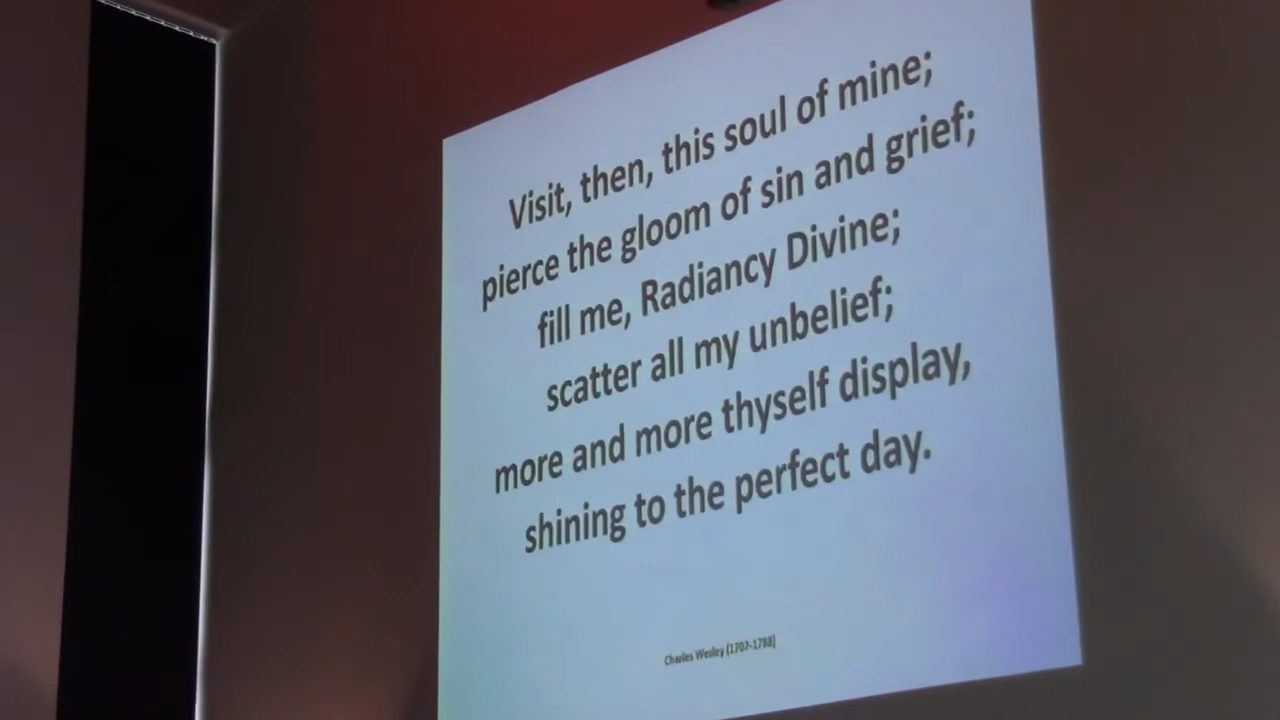 Visit, then, this soul of mine;
pierce the gloom of sin and grief;
fill me, Radiancy Divine;
scatter all my unbelief;
more and more thyself display,
shining to the perfect day.
Charles Wesley (1707-1788)